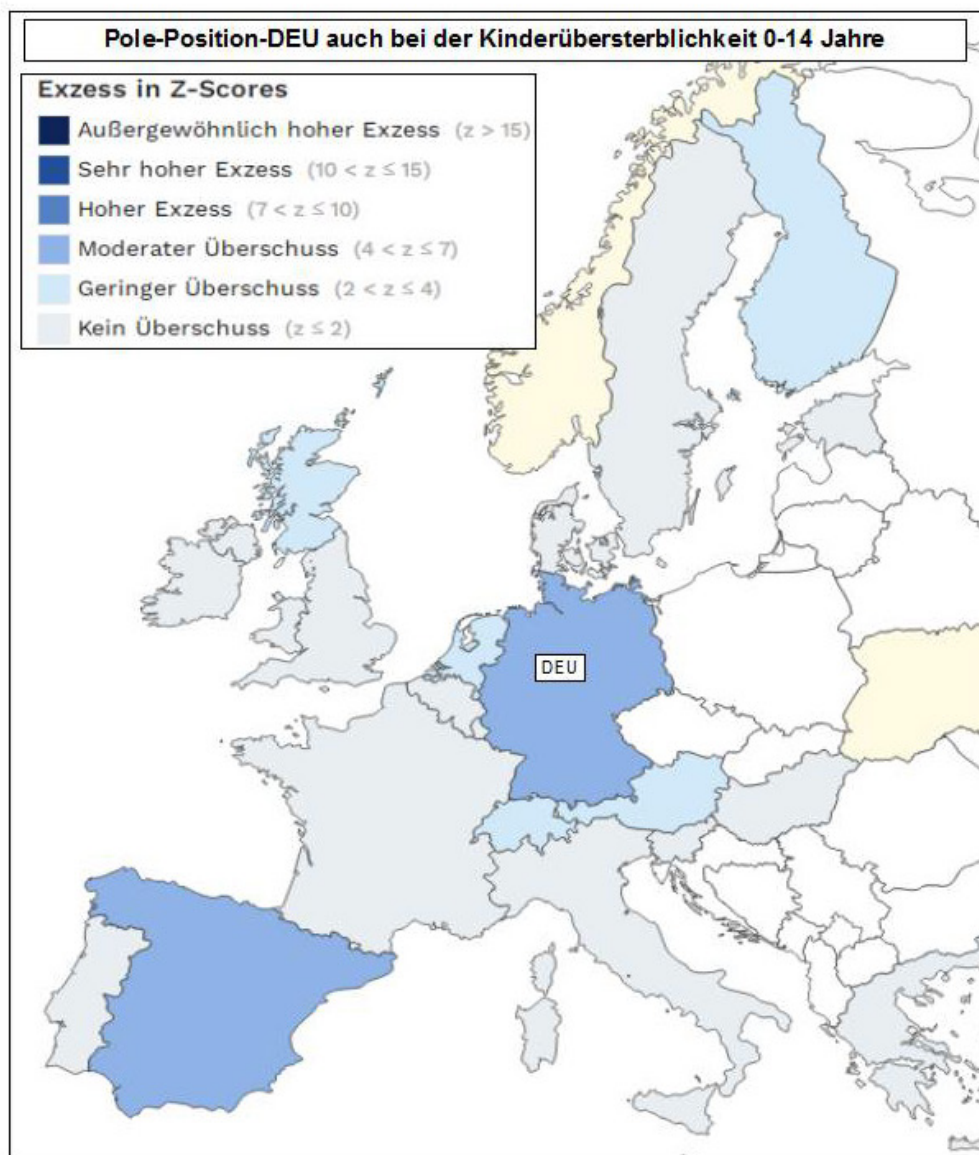 Pole-Position-DEU auch bei der Kinderübersterblichkeit 0-14 Jahre
Exzess in Z-Scores
Außergewöhnlich hoher Exzess (z > 15)
Sehr hoher Exzess (10 < z ≤ 15)
Hoher Exzess (7 < z ≤ 10)
Moderater Überschuss (4 < z ≤ 7)
Geringer Überschuss (2 < z ≤ 4)
Kein Überschuss (z ≤ 2)
DEU